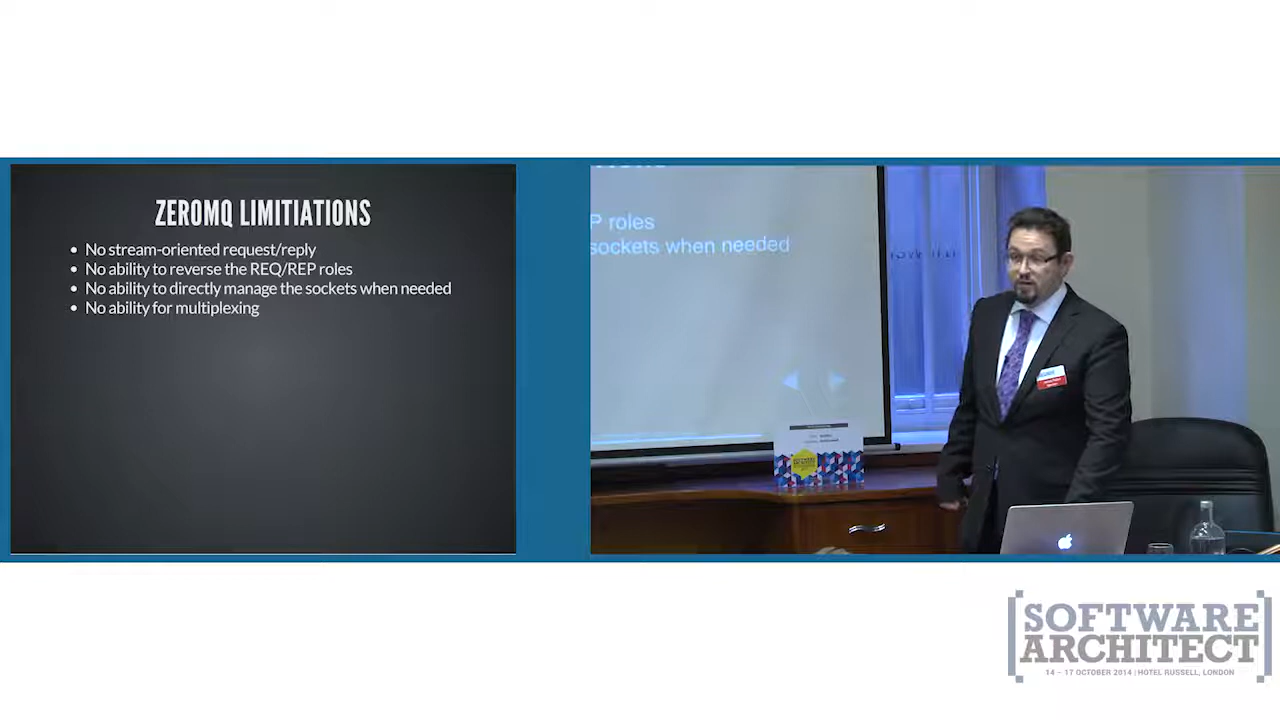 ZEROMQ LIMITIATIONS
• No stream-oriented request/reply
• No ability to reverse the REQ/REP roles
• No ability to directly manage the sockets when needed
• No ability for multiplexing
P roles
sockets when needed
[SOFTWARE
ARCHITECT]
14 – 17 OCTOBER 2014 | HOTEL RUSSELL, LONDON